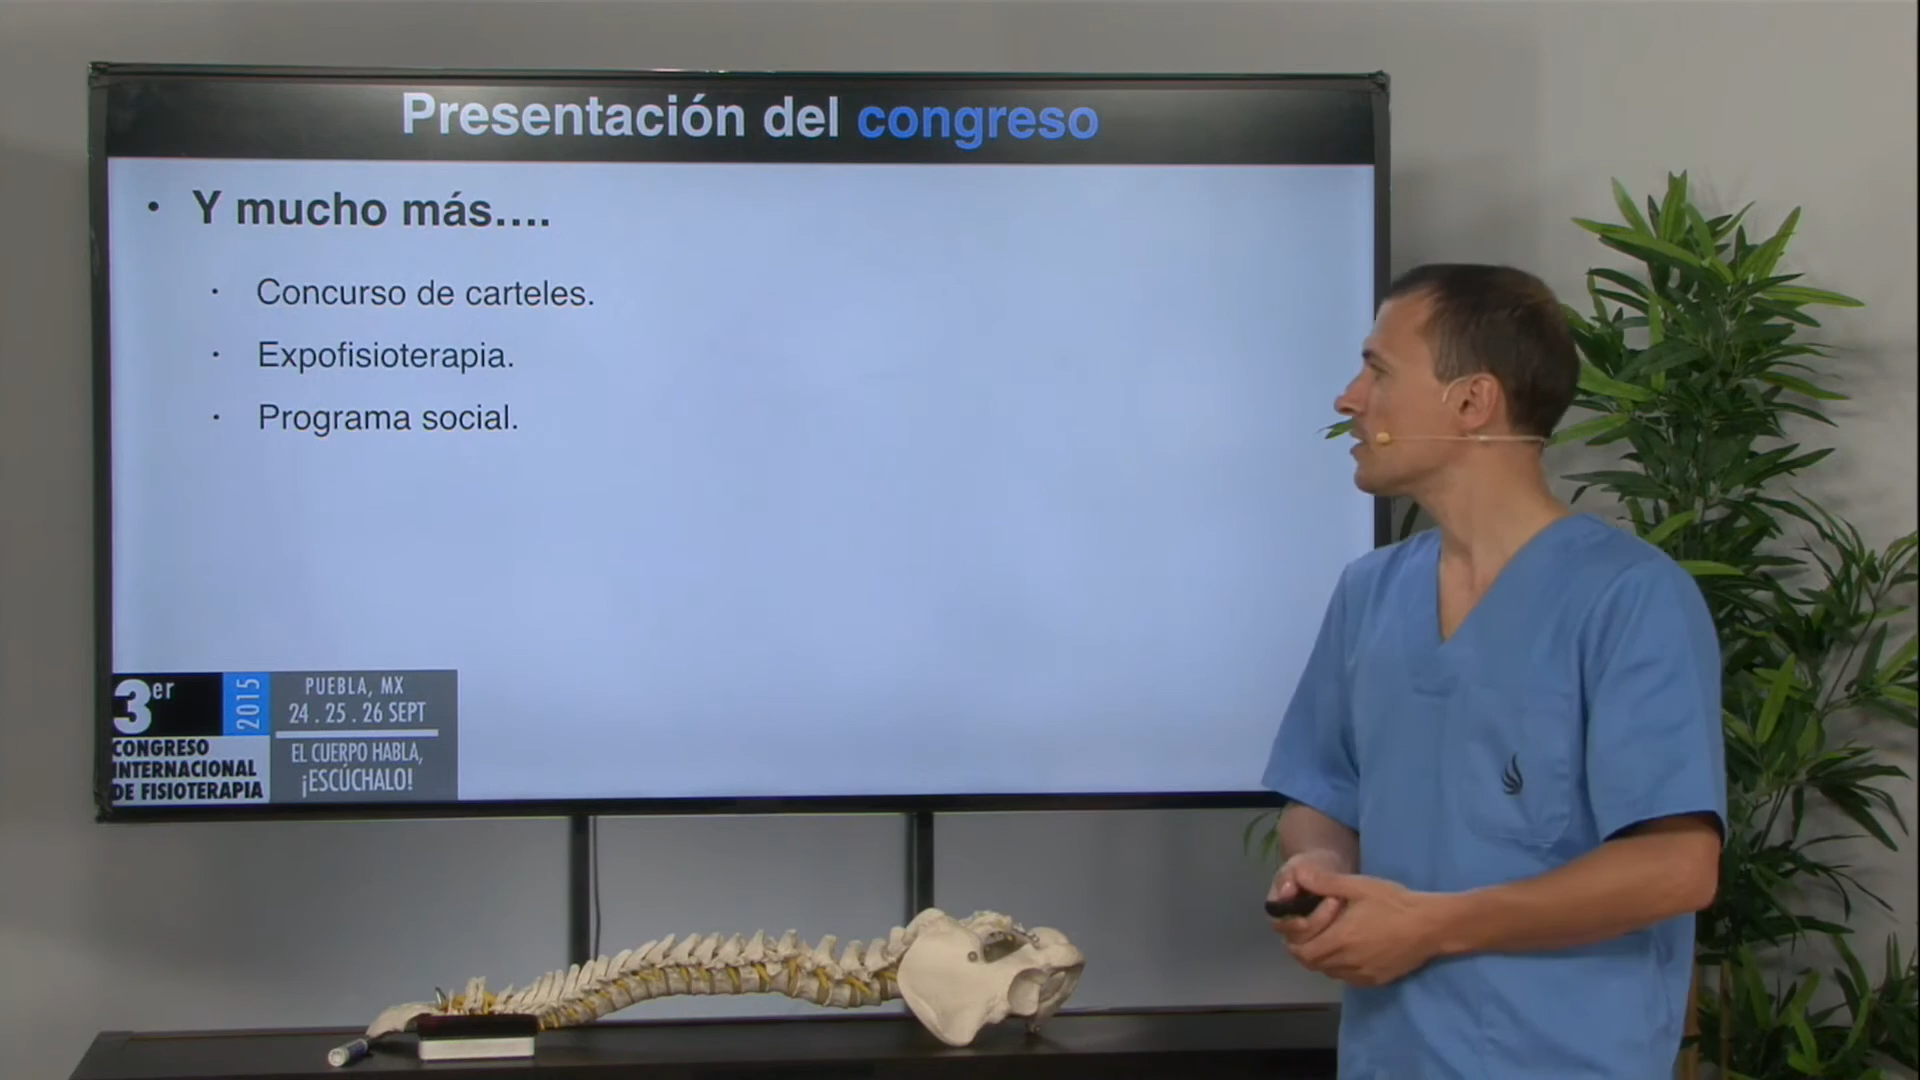 Presentación del congreso
• Y mucho más....
· Concurso de carteles.
· Expofisioterapia.
· Programa social.
3er
2015
CONGRESO
INTERNACIONAL
DE FISIOTERAPIA
PUEBLA, MX
24 . 25 . 26 SEPT
EL CUERPO HABLA,
¡ESCÚCHALO!